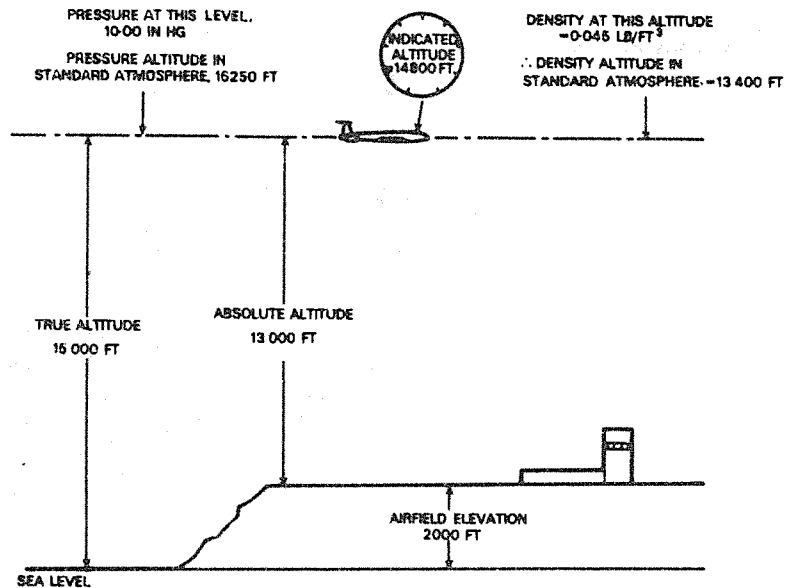 PRESSURE AT THIS LEVEL,
10·00 IN HG
PRESSURE ALTITUDE IN
STANDARD ATMOSPHERE, 16250 FT
INDICATED
ALTITUDE
14800 FT.
DENSITY AT THIS ALTITUDE
=0·045 LB/FT³
∴ DENSITY ALTITUDE IN
STANDARD ATMOSPHERE =13 400 FT
TRUE ALTITUDE
15 000 FT
ABSOLUTE ALTITUDE
13 000 FT
AIRFIELD ELEVATION
2000 FT
SEA LEVEL